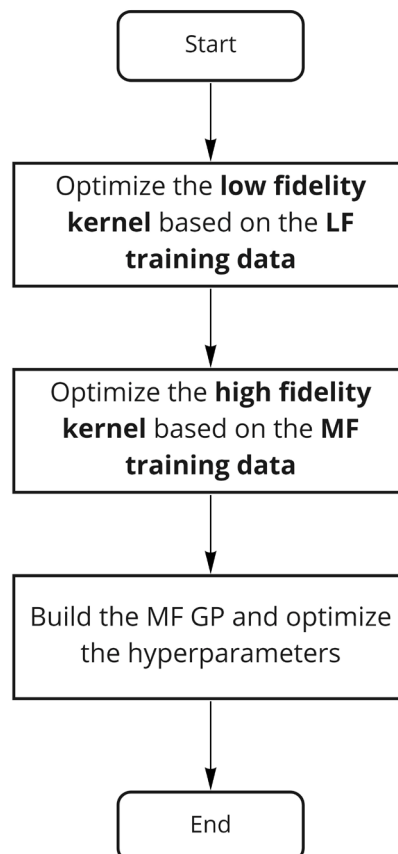 Start
Optimize the low fidelity
kernel based on the LF
training data
Optimize the high fidelity
kernel based on the MF
training data
Build the MF GP and optimize
the hyperparameters
End